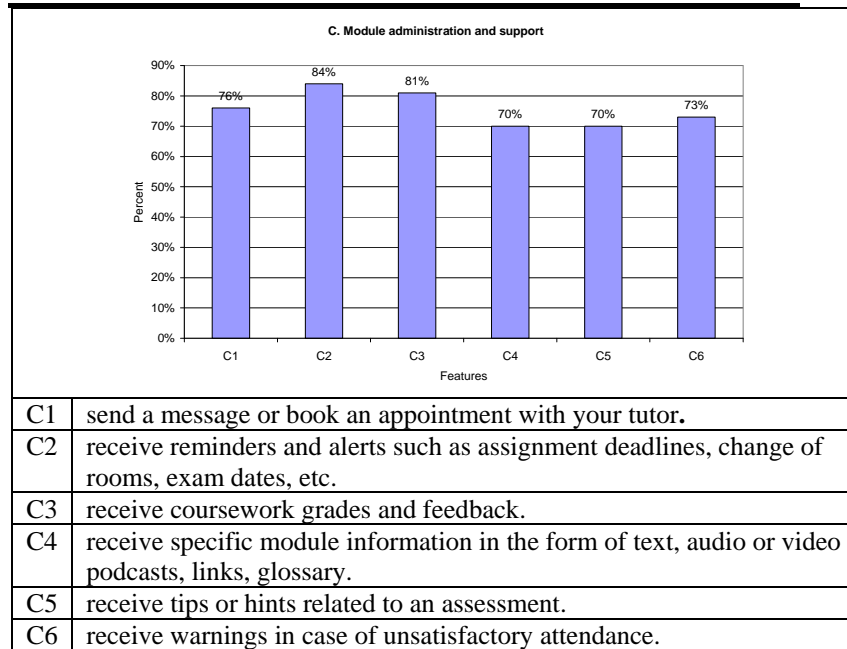 C. Module administration and support
90%
80%
70%
60%
50%
40%
30%
20%
10%
0%
Percent
76%
84%
81%
70%
70%
73%
C1 C2 C3 C4 C5 C6
Features
C1 send a message or book an appointment with your tutor.
C2 receive reminders and alerts such as assignment deadlines, change of
rooms, exam dates, etc.
C3 receive coursework grades and feedback.
C4 receive specific module information in the form of text, audio or video
podcasts, links, glossary.
C5 receive tips or hints related to an assessment.
C6 receive warnings in case of unsatisfactory attendance.